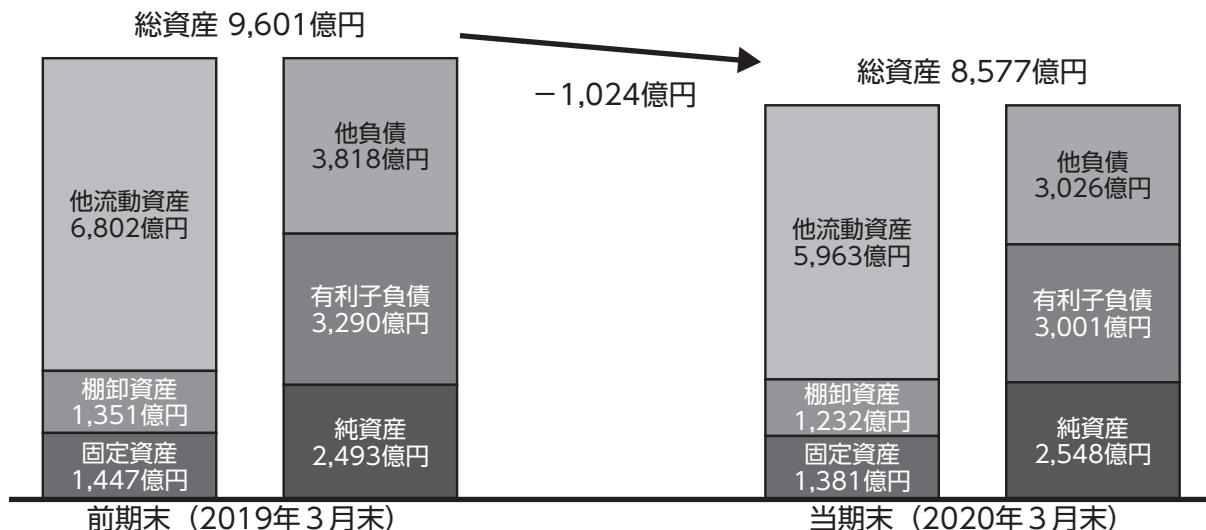 総資産 9,601億円
他流動資産
6,802億円
棚卸資産
1,351億円
固定資産
1,447億円
他負債
3,818億円
有利子負債
3,290億円
純資産
2,493億円
前期末（2019年３月末）
－1,024億円
総資産 8,577億円
他流動資産
5,963億円
棚卸資産
1,232億円
固定資産
1,381億円
他負債
3,026億円
有利子負債
3,001億円
純資産
2,548億円
当期末（2020年３月末）